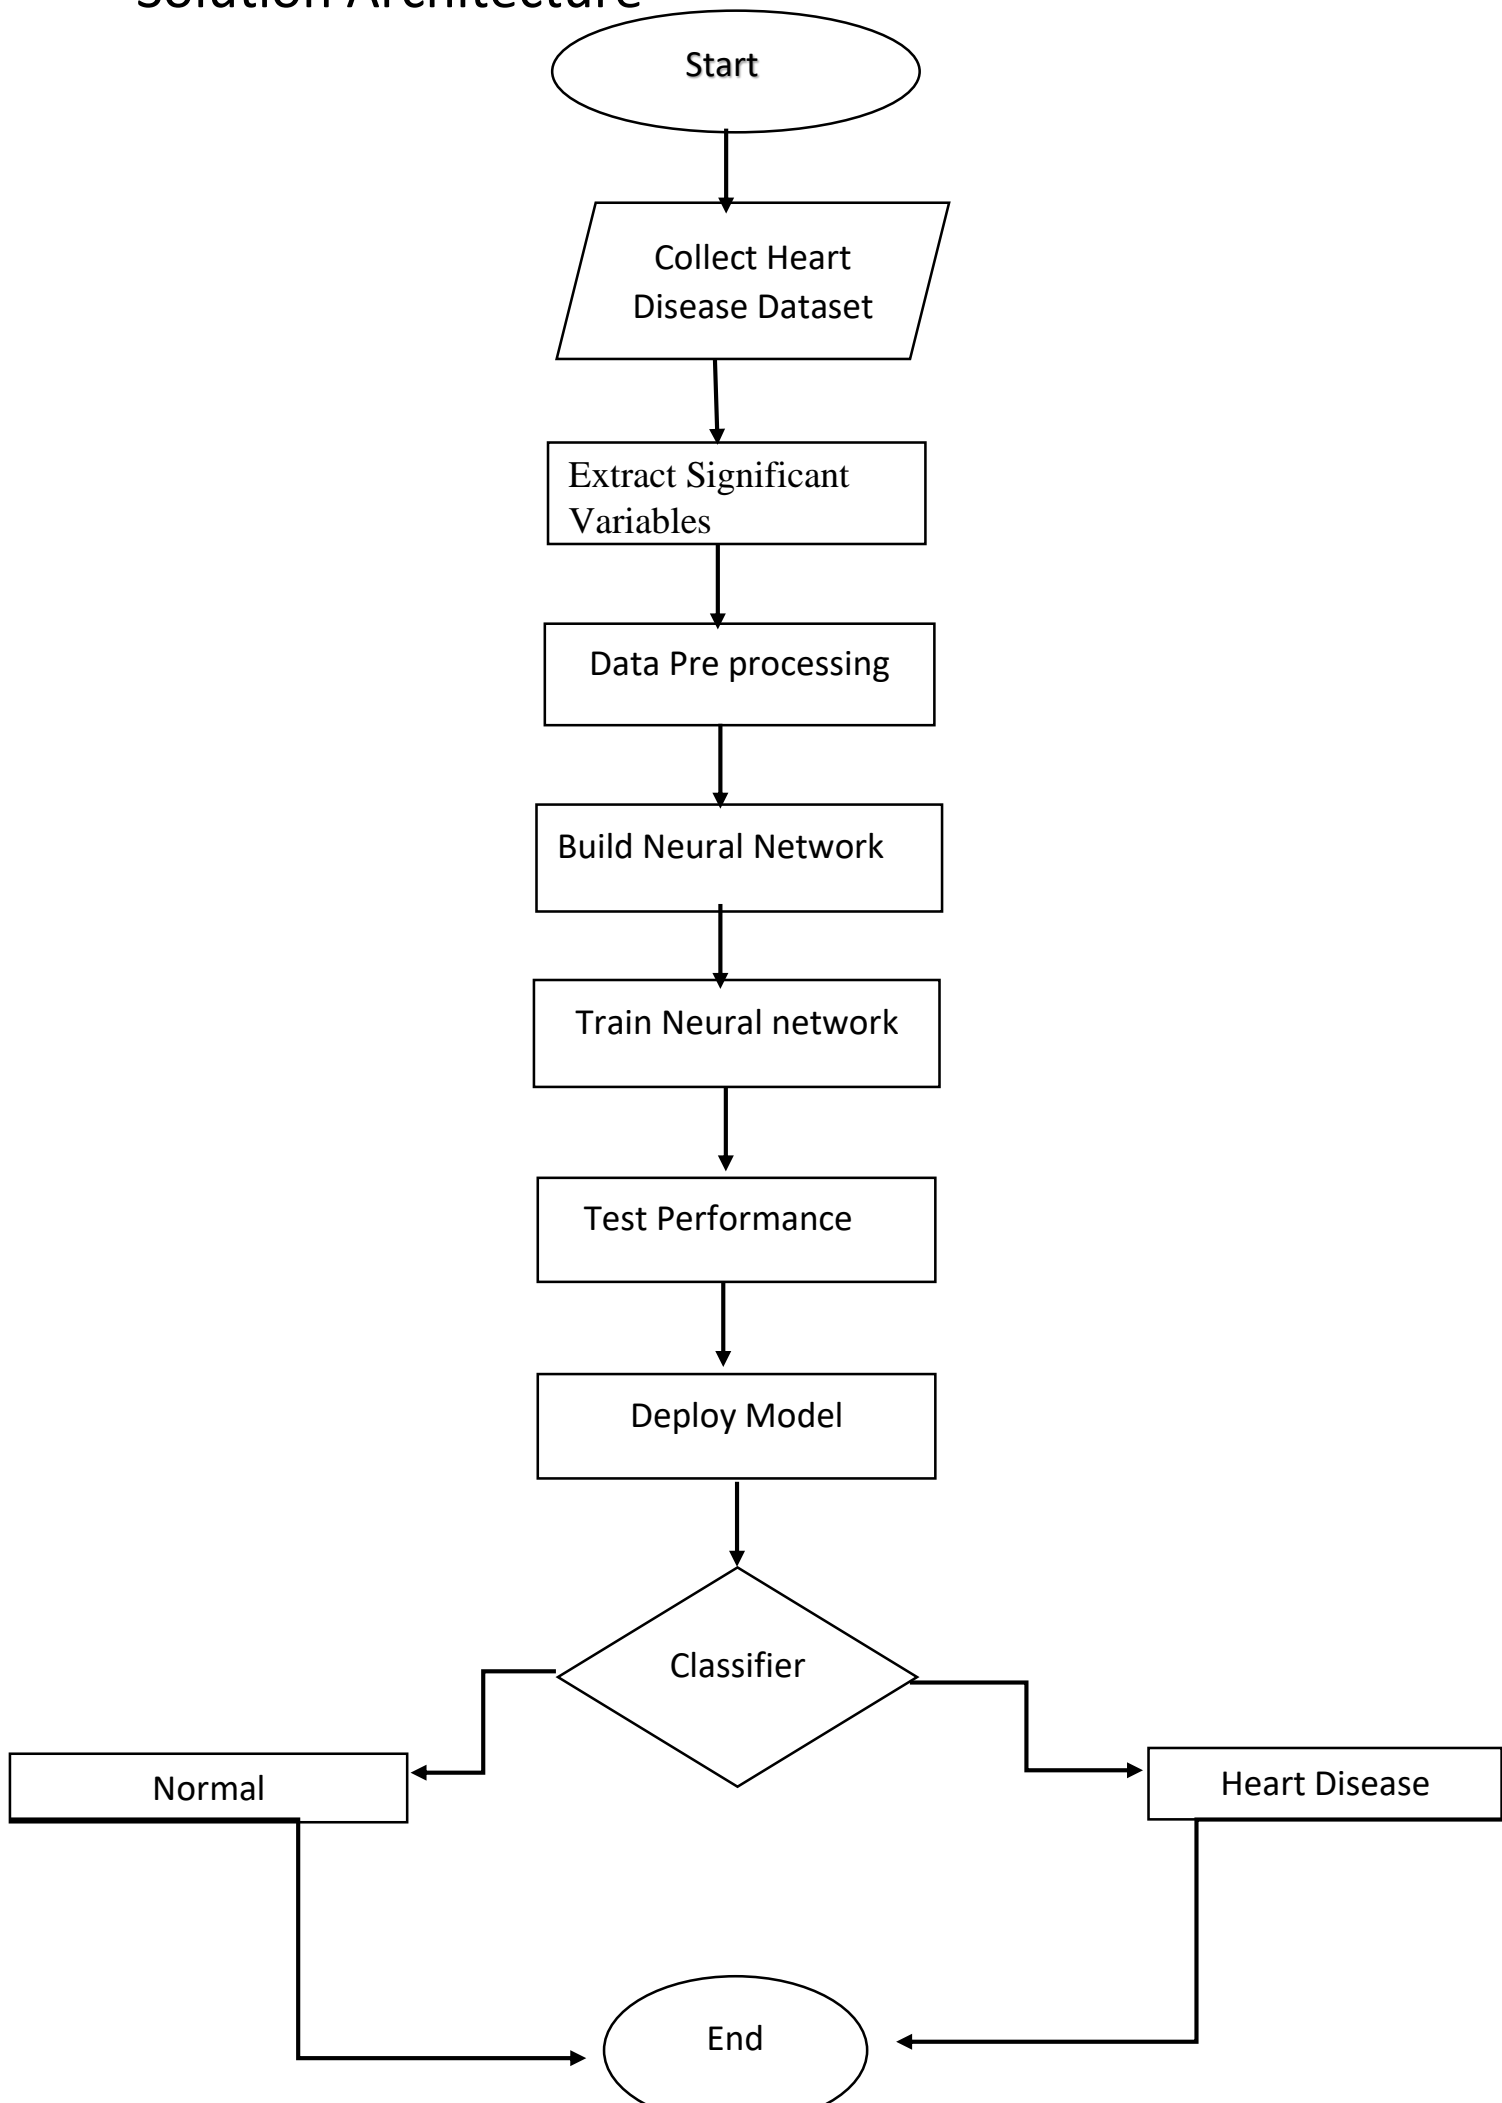 Solution Architecture
Start
Collect Heart
Disease Dataset
Extract Significant
Variables
Data Pre processing
Build Neural Network
Train Neural network
Test Performance
Deploy Model
Classifier
Normal
Heart Disease
End